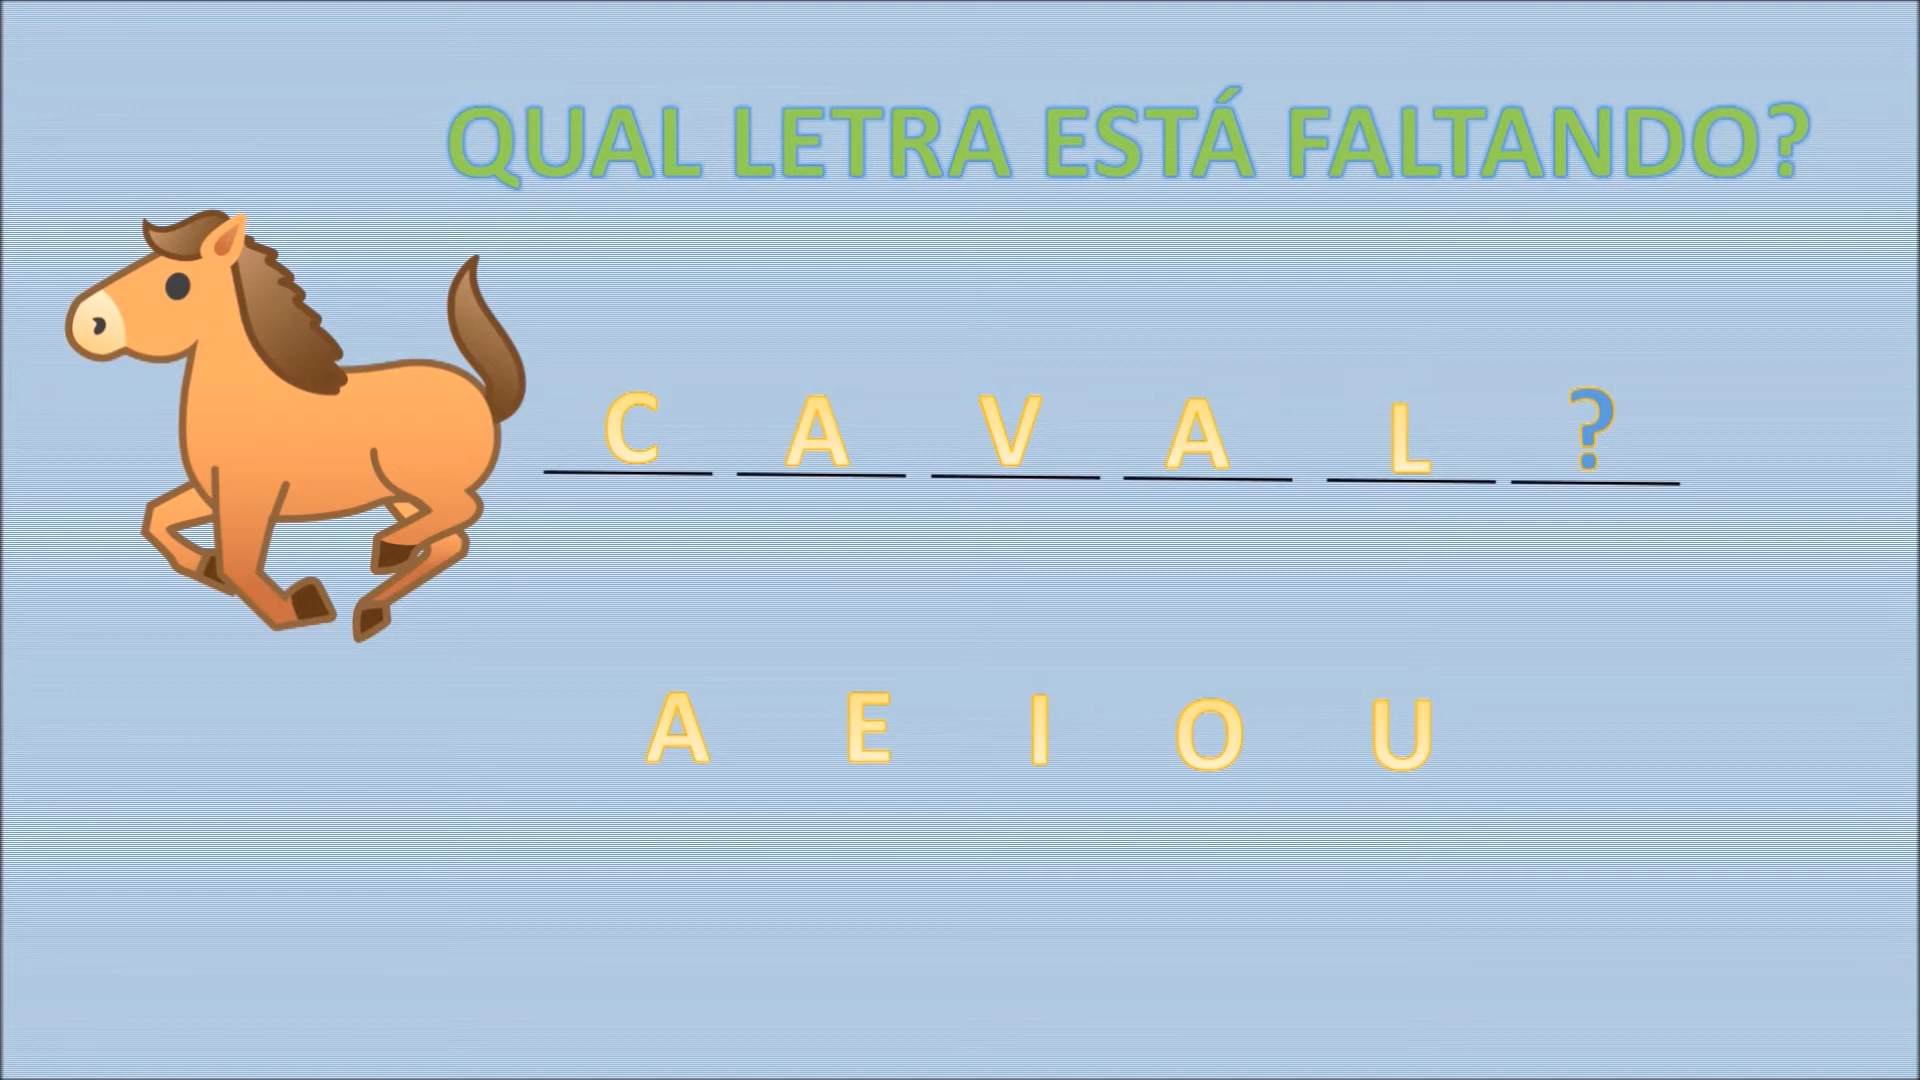 QUAL LETRA ESTÁ FALTANDO?
C A V A L ?
A E I O U